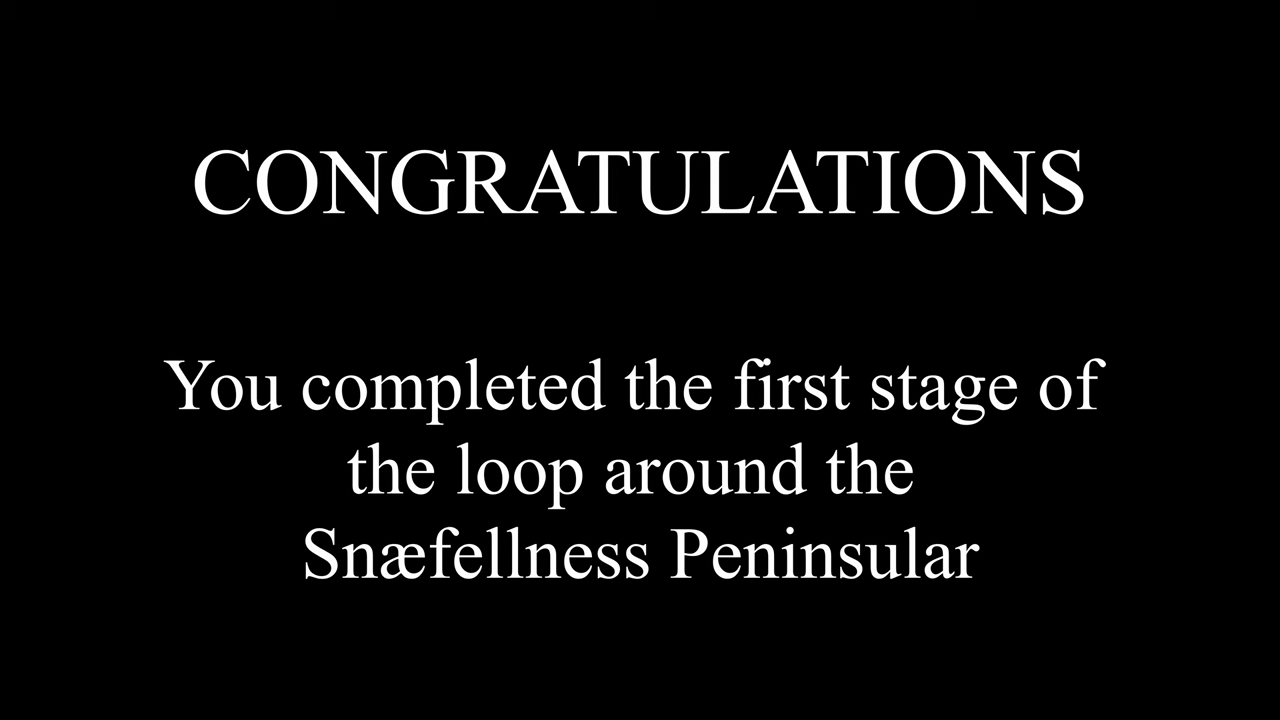 CONGRATULATIONS
You completed the first stage of
the loop around the
Snæfellness Peninsular